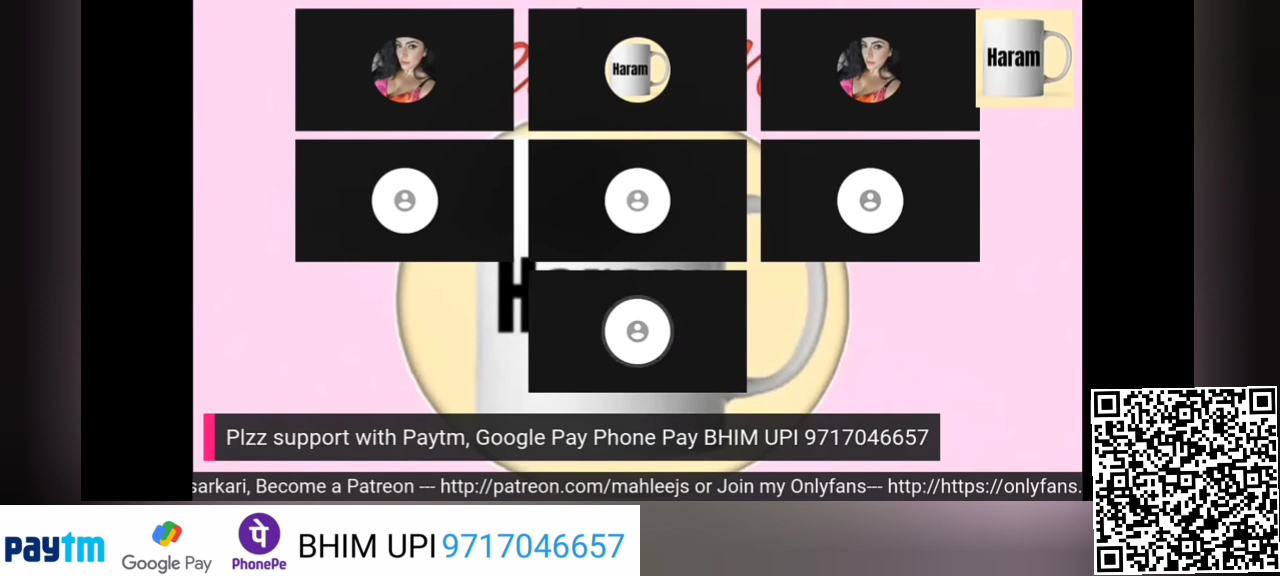 Haram
Haram
Plzz support with Paytm, Google Pay Phone Pay BHIM UPI 9717046657
sarkari, Become a Patreon --- http://patreon.com/mahleejs or Join my Onlyfans--- http://https://onlyfans.
paytm
Google Pay
पे
PhonePe
BHIM UPI 9717046657